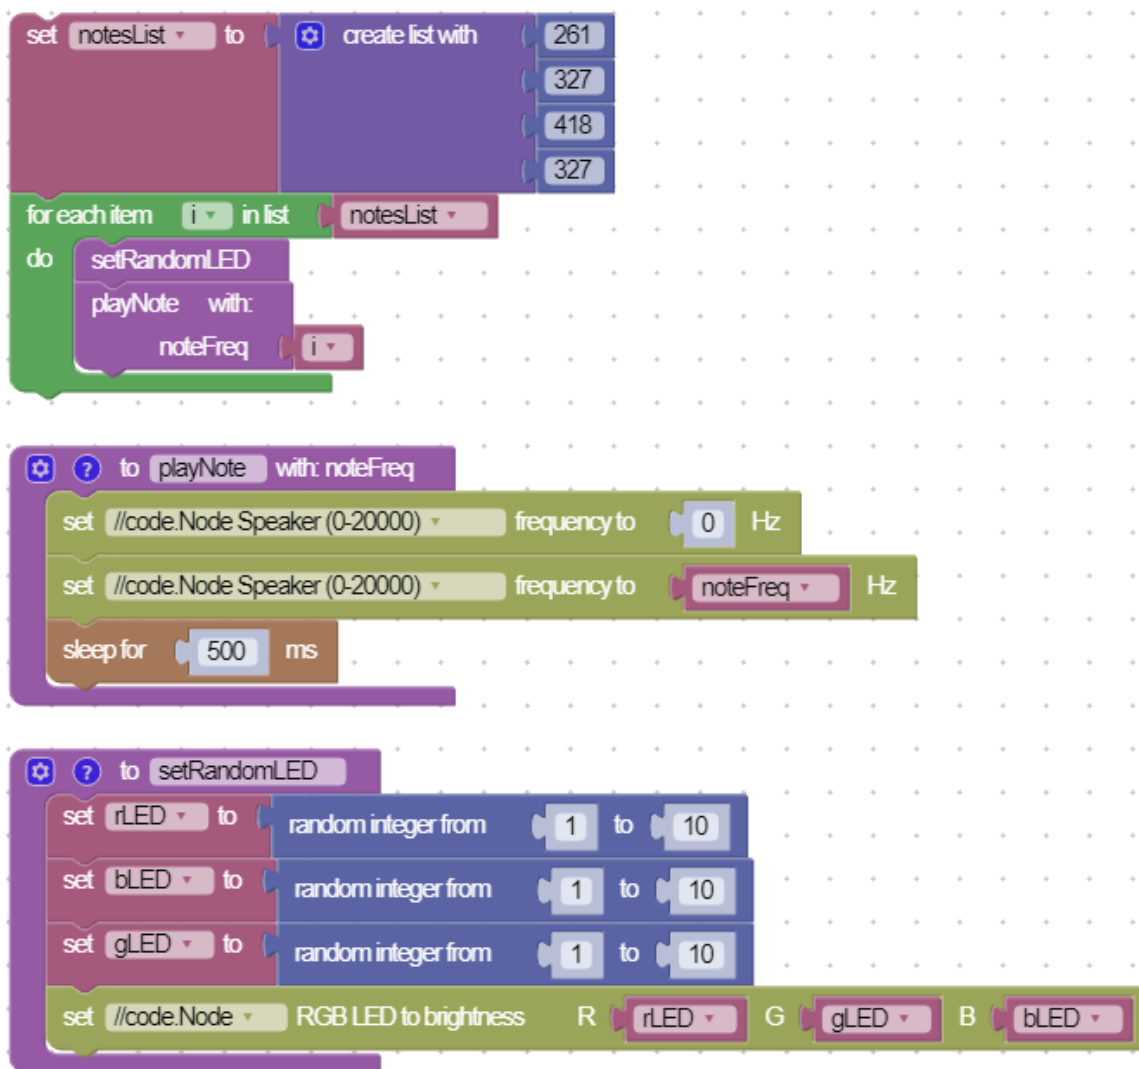 set notesList to create list with 261
327
418
327
for each item i in list notesList
do setRandomLED
playNote with:
noteFreq i
? to playNote with: noteFreq
set //code.Node Speaker (0-20000) frequency to 0 Hz
set //code.Node Speaker (0-20000) frequency to noteFreq Hz
sleep for 500 ms
? to setRandomLED
set rLED to random integer from 1 to 10
set bLED to random integer from 1 to 10
set gLED to random integer from 1 to 10
set //code.Node RGB LED to brightness R rLED G gLED B bLED